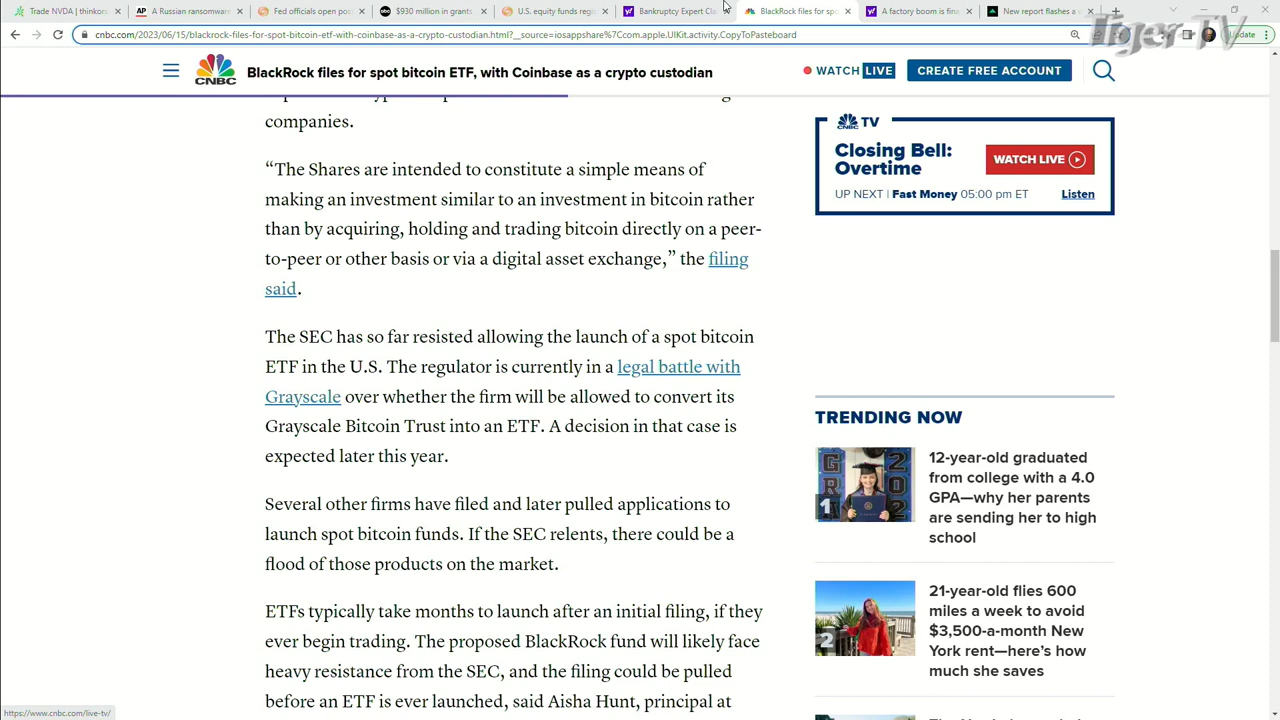 Trade NVDA | thinkors
A Russian ransomware
Fed officials open pos
$930 million in grants
U.S. equity funds regi
Bankruptcy Expert Cla
BlackRock files for spo
A factory boom is fina
New report flashes a w
Tiger TV
cnbc.com/2023/06/15/blackrock-files-for-spot-bitcoin-etf-with-coinbase-as-a-crypto-custodian.html?__source=iosappshare%7Ccom.apple.UIKit.activity.CopyToPasteboard
Update
CNBC
BlackRock files for spot bitcoin ETF, with Coinbase as a crypto custodian
WATCH LIVE
CREATE FREE ACCOUNT
companies.
“The Shares are intended to constitute a simple means of
making an investment similar to an investment in bitcoin rather
than by acquiring, holding and trading bitcoin directly on a peer-
to-peer or other basis or via a digital asset exchange,” the filing
said.
The SEC has so far resisted allowing the launch of a spot bitcoin
ETF in the U.S. The regulator is currently in a legal battle with
Grayscale over whether the firm will be allowed to convert its
Grayscale Bitcoin Trust into an ETF. A decision in that case is
expected later this year.
Several other firms have filed and later pulled applications to
launch spot bitcoin funds. If the SEC relents, there could be a
flood of those products on the market.
ETFs typically take months to launch after an initial filing, if they
ever begin trading. The proposed BlackRock fund will likely face
heavy resistance from the SEC, and the filing could be pulled
before an ETF is ever launched, said Aisha Hunt, principal at
CNBC TV
Closing Bell:
Overtime
WATCH LIVE
UP NEXT | Fast Money 05:00 pm ET
Listen
TRENDING NOW
1
12-year-old graduated
from college with a 4.0
GPA—why her parents
are sending her to high
school
2
21-year-old flies 600
miles a week to avoid
$3,500-a-month New
York rent—here’s how
much she saves
https://www.cnbc.com/live-tv/